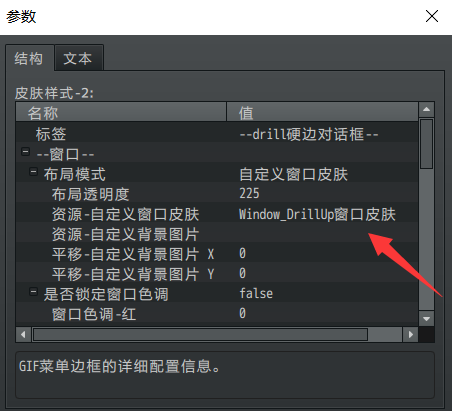 参数
结构 文本
皮肤样式-2:
名称 值
标签 --drill硬边对话框--
--窗口--
布局模式 自定义窗口皮肤
布局透明度 225
资源-自定义窗口皮肤 Window_DrillUp窗口皮肤
资源-自定义背景图片
平移-自定义背景图片 X 0
平移-自定义背景图片 Y 0
是否锁定窗口色调 false
窗口色调-红 0
GIF菜单边框的详细配置信息。